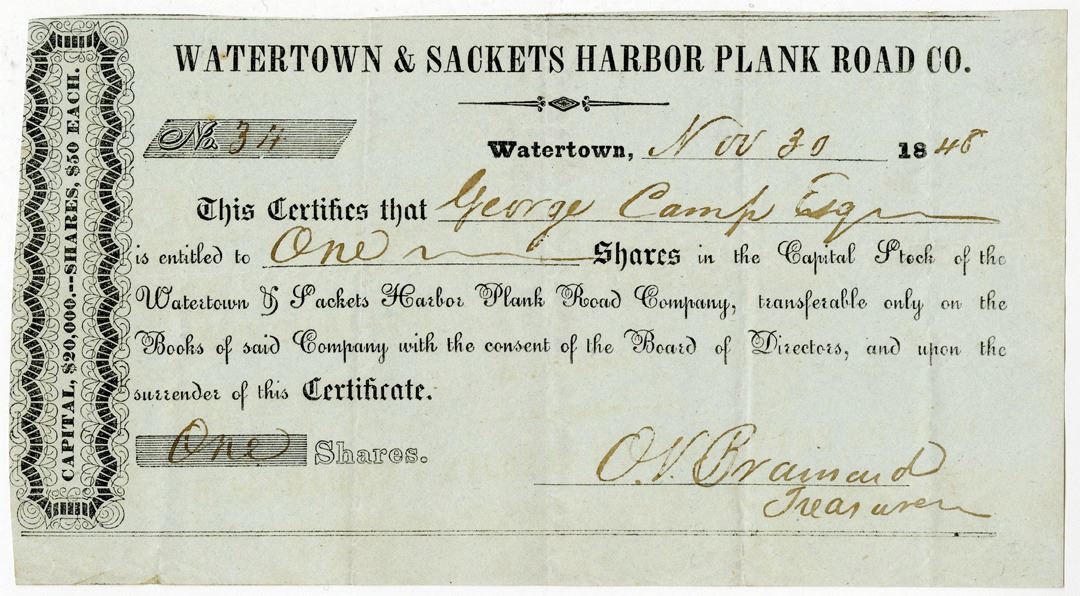 WATERTOWN & SACKETS HARBOR PLANK ROAD CO.
No. 34
Watertown, Nov 30 1848
This Certifies that George Camp Esq
is entitled to One Shares in the Capital Stock of the
Watertown & Sackets Harbor Plank Road Company, transferable only on the
Books of said Company with the consent of the Board of Directors, and upon the
surrender of this Certificate.
One Shares.
O.V. Brainard
Treasurer
CAPITAL, $20,000.--SHARES, $50 EACH.